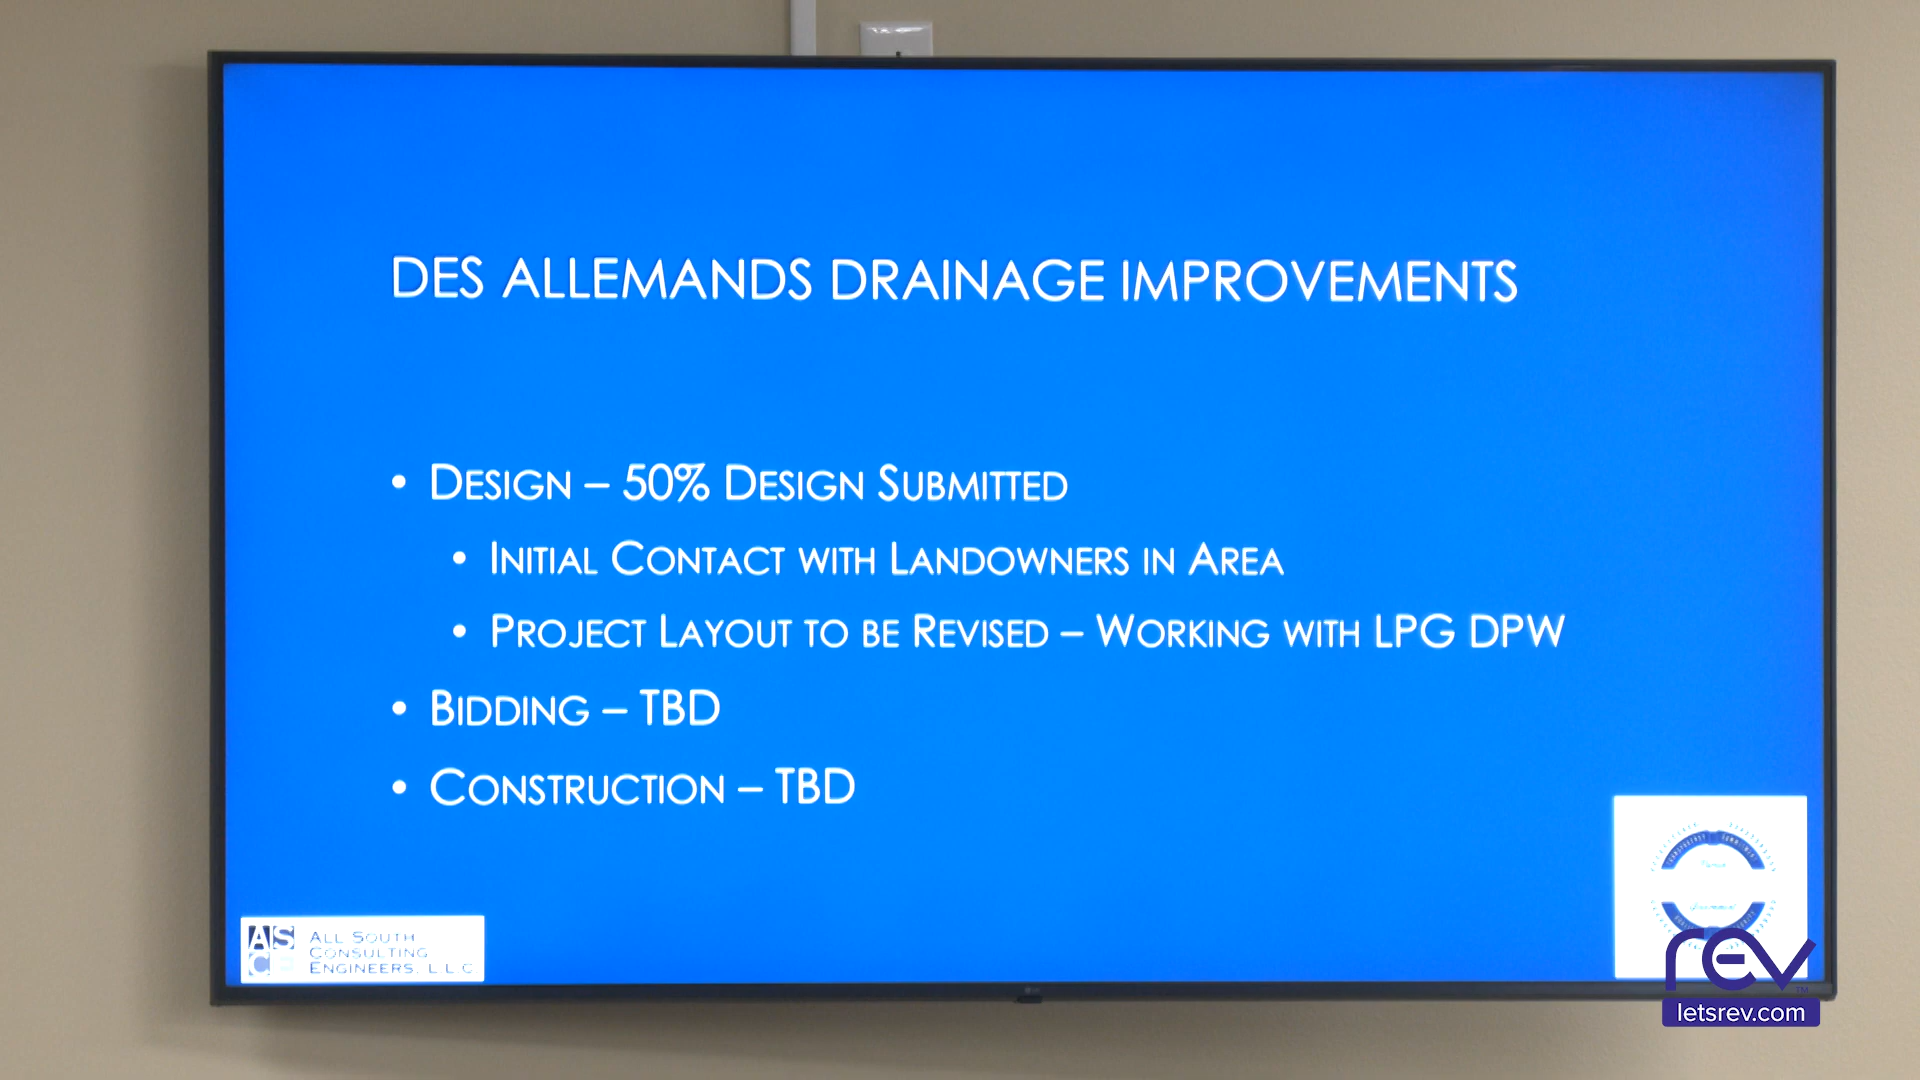 DES ALLEMANDS DRAINAGE IMPROVEMENTS
• DESIGN – 50% DESIGN SUBMITTED
• INITIAL CONTACT WITH LANDOWNERS IN AREA
• PROJECT LAYOUT TO BE REVISED – WORKING WITH LPG DPW
• BIDDING – TBD
• CONSTRUCTION – TBD
ASC
ALL SOUTH
CONSULTING
ENGINEERS, L L C
rev™
letsrev.com